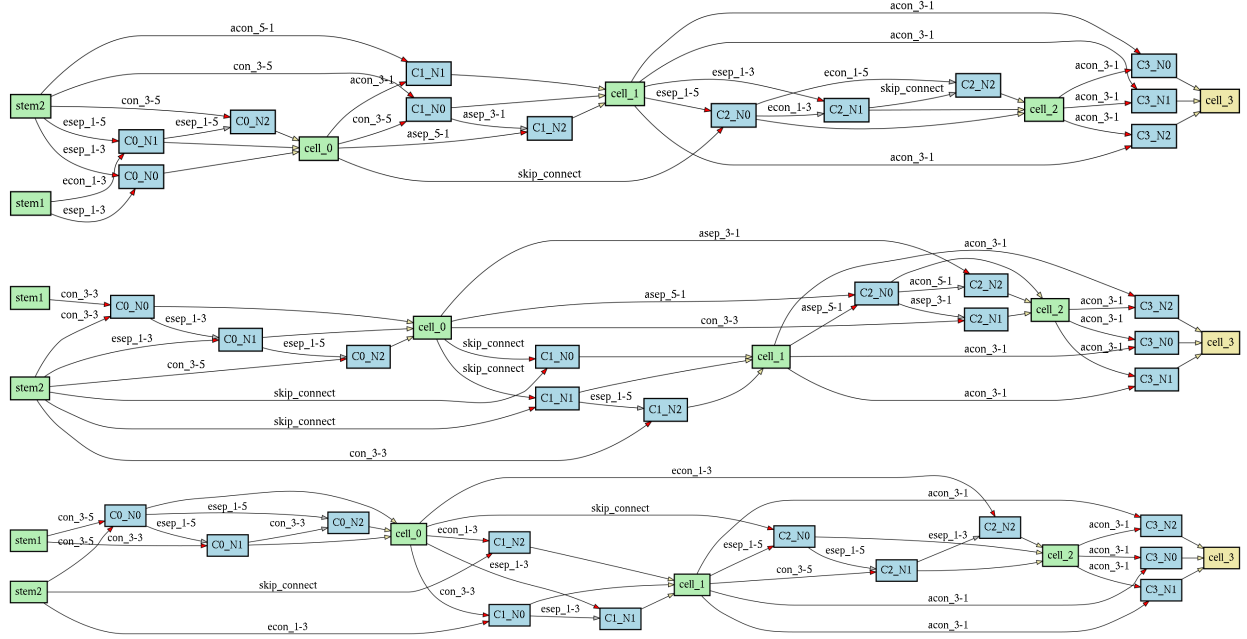 acon_3-1
acon_5-1
acon_3-1
con_3-5
acon_3-1
C1_N1
esep_1-3
econ_1-5
acon_3-1
C3_N0
stem2
con_3-5
C1_N0
cell_1
esep_1-5
skip_connect
C2_N2
cell_3
esep_1-5
esep_1-5
C0_N2
con_3-5
asep_3-1
C2_N0
econ_1-3
C2_N1
cell_2
acon_3-1
C3_N1
esep_1-3
C0_N1
cell_0
asep_5-1
C1_N2
acon_3-1
C3_N2
econ_1-3
C0_N0
skip_connect
acon_3-1
stem1
esep_1-3
asep_3-1
acon_3-1
stem1
con_3-3
C0_N0
asep_5-1
C2_N0
acon_5-1
C2_N2
acon_3-1
C3_N2
con_3-3
esep_1-3
cell_0
con_3-3
asep_5-1
asep_3-1
C2_N1
cell_2
acon_3-1
C3_N0
cell_3
esep_1-3
C0_N1
esep_1-5
C0_N2
skip_connect
C1_N0
cell_1
acon_3-1
acon_3-1
stem2
con_3-5
skip_connect
C3_N1
skip_connect
C1_N1
esep_1-5
C1_N2
acon_3-1
skip_connect
con_3-3
econ_1-3
acon_3-1
con_3-5
C0_N0
esep_1-5
skip_connect
C3_N2
stem1
con_3-5
con_3-3
esep_1-5
con_3-3
C0_N2
cell_0
econ_1-3
C1_N2
C2_N0
esep_1-3
C2_N2
acon_3-1
C0_N1
esep_1-3
esep_1-5
esep_1-5
cell_2
acon_3-1
C3_N0
cell_3
stem2
skip_connect
con_3-3
cell_1
con_3-5
C2_N1
acon_3-1
C3_N1
econ_1-3
C1_N0
esep_1-3
C1_N1
acon_3-1
acon_3-1